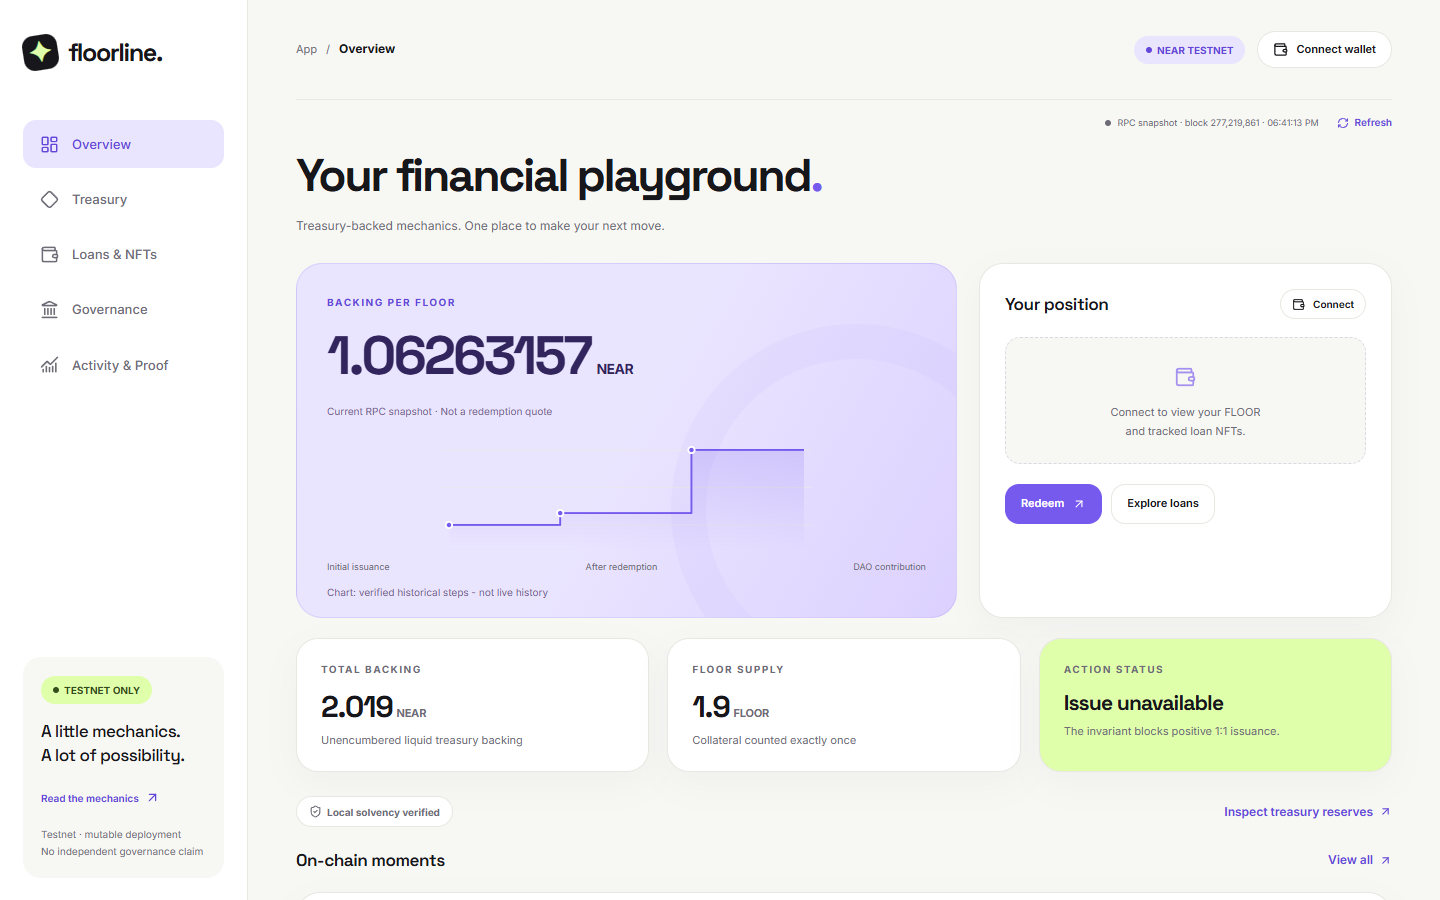 floorline.
Overview
Treasury
Loans & NFTs
Governance
Activity & Proof
TESTNET ONLY
A little mechanics.
A lot of possibility.
Read the mechanics
Testnet · mutable deployment
No independent governance claim
App / Overview
NEAR TESTNET
Connect wallet
RPC snapshot · block 277,219,861 · 06:41:13 PM
Refresh
Your financial playground.
Treasury-backed mechanics. One place to make your next move.
BACKING PER FLOOR
1.06263157 NEAR
Current RPC snapshot · Not a redemption quote
Initial issuance
After redemption
DAO contribution
Chart: verified historical steps - not live history
Your position
Connect
Connect to view your FLOOR
and tracked loan NFTs.
Redeem
Explore loans
TOTAL BACKING
2.019 NEAR
Unencumbered liquid treasury backing
FLOOR SUPPLY
1.9 FLOOR
Collateral counted exactly once
ACTION STATUS
Issue unavailable
The invariant blocks positive 1:1 issuance.
Local solvency verified
Inspect treasury reserves
On-chain moments
View all